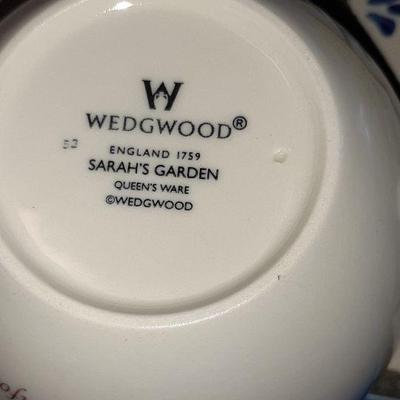 W
WEDGWOOD®
ENGLAND 1759
52
SARAH'S GARDEN
QUEEN'S WARE
©WEDGWOOD